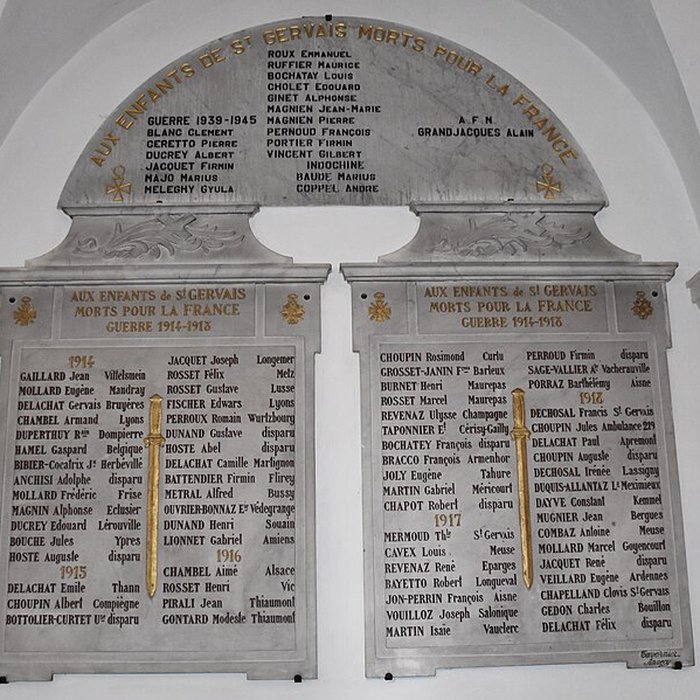 AUX ENFANTS DE St GERVAIS MORTS POUR LA FRANCE
GUERRE 1939-1945
BLANC CLEMENT
CERETTO PIERRE
DUCREY ALBERT
JACQUET FIRMIN
MAJO MARIUS
MELEGHY GYULA
ROUX EMMANUEL
RUFFIER MAURICE
BOCHATAY LOUIS
CHOLET EDOUARD
GINET ALPHONSE
MAGNIEN JEAN-MARIE
MAGNIEN PIERRE
PERNOUD FRANÇOIS
PORTIER FIRMIN
VINCENT GILBERT
INDOCHINE
BAUDE MARIUS
COPPEL ANDRE
A.F.N.
GRANDJACQUES ALAIN
AUX ENFANTS de St GERVAIS
MORTS POUR LA FRANCE
GUERRE 1914-1918
1914
GAILLARD Jean Villelsmein
MOLLARD Eugène Mandray
DELACHAT Gervais Bruyères
CHAMBEL Armand Lyons
DUPERTHUY Dompierre
HAMEL Gaspard Belgique
BIBIER-Cocatrix Jh Herbéville
ANCHISI Adolphe disparu
MOLLARD Frédéric Frise
MAGNIN Alphonse Eclusier
DUCREY Edouard Lérouville
BOUCHE Jules Ypres
HOSTE Auguste disparu
1915
DELACHAT Emile Thann
CHOUPIN Albert Compiègne
BOTTOLIER-CURTET disparu
JACQUET Joseph Longemer
ROSSET Félix Metz
ROSSET Gustave Lusse
FISCHER Edwars Lyons
PERROUX Romain Wurtzbourg
DUNAND Gustave disparu
HOSTE Abel disparu
DELACHAT Camille Martignon
BATTENDIER Firmin Flirey
METRAL Alfred Bussy
OUVRIER-BONNAZ Védegrange
DUNAND Henri Souain
LIONNET Gabriel Amiens
1916
CHAMBEL Aimé Alsace
ROSSET Henri Vic
PIRALI Jean Thiaumont
GONTARD Modeste Thiaumont
AUX ENFANTS de St GERVAIS
MORTS POUR LA FRANCE
GUERRE 1914-1918
CHOUPIN Rosimond Curlu
GROSSET-JANIN Barleux
BURNET Henri Maurepas
ROSSET Marcel Maurepas
REVENAZ Ulysse Champagne
TAPONNIER Et Cérisy-Gailly
BOCHATEY François disparu
BRACCO François Armenhor
JOLY Eugène Tahure
MARTIN Gabriel Méricourt
CHAPOT Robert disparu
1917
MERMOUD St Gervais
CAVEX Louis Meuse
REVENAZ René Eparges
BAYETTO Robert Longueval
JON-PERRIN François Aisne
VOUILLOZ Joseph Salonique
MARTIN Isaïe Vauclerc
PERROUD Firmin disparu
SAGE-VALLIER Vacherauville
PORRAZ Barthélémy Aisne
1918
DECHOSAL Francis St Gervais
CHOUPIN Jules Ambulance 219
DELACHAT Paul Apremont
CHOUPIN Auguste disparu
DECHOSAL Irénée Lassigny
DUQUIS-ALLANTAZ Meximieux
DAYVE Constant Kemmel
MUGNIER Jean Bergues
COMBAZ Antoine Meuse
MOLLARD Marcel Goyencourt
JACQUET René disparu
VEILLARD Eugène Ardennes
CHAPELLAND Clovis St Gervais
GEDON Charles Bouillon
DELACHAT Félix disparu